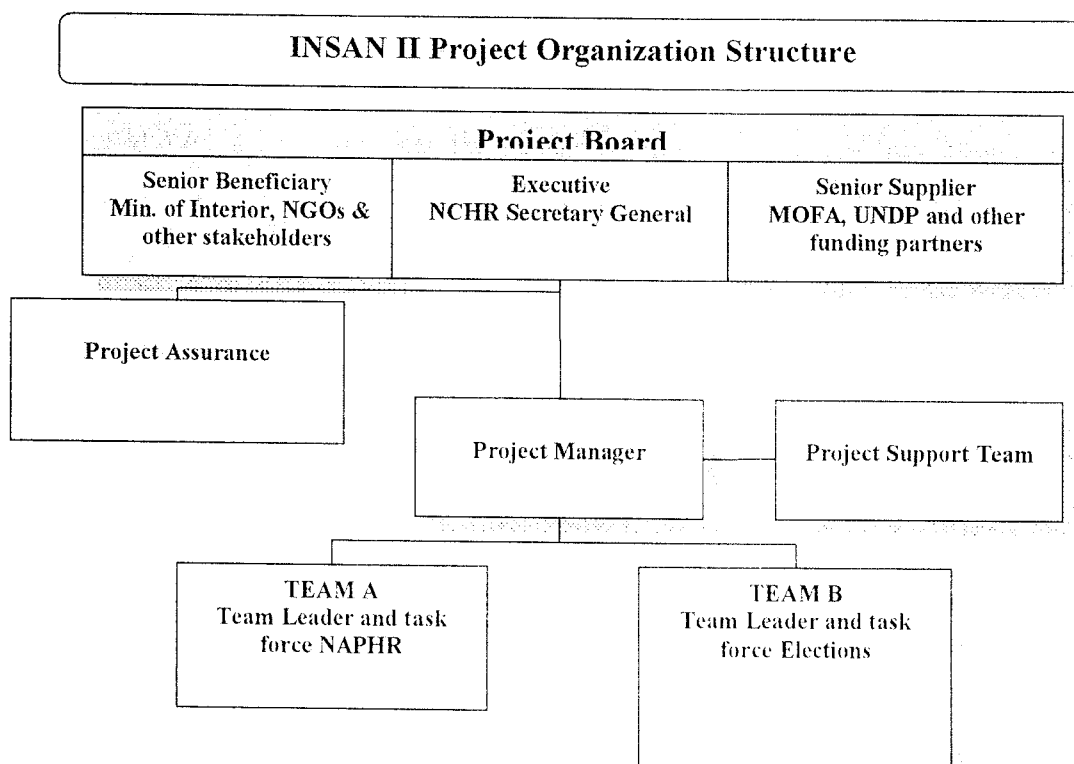 INSAN II Project Organization Structure
Project Board
Senior Beneficiary
Min. of Interior, NGOs &
other stakeholders
Executive
NCHR Secretary General
Senior Supplier
MOFA, UNDP and other
funding partners
Project Assurance
Project Manager
Project Support Team
TEAM A
Team Leader and task
force NAPHR
TEAM B
Team Leader and task
force Elections